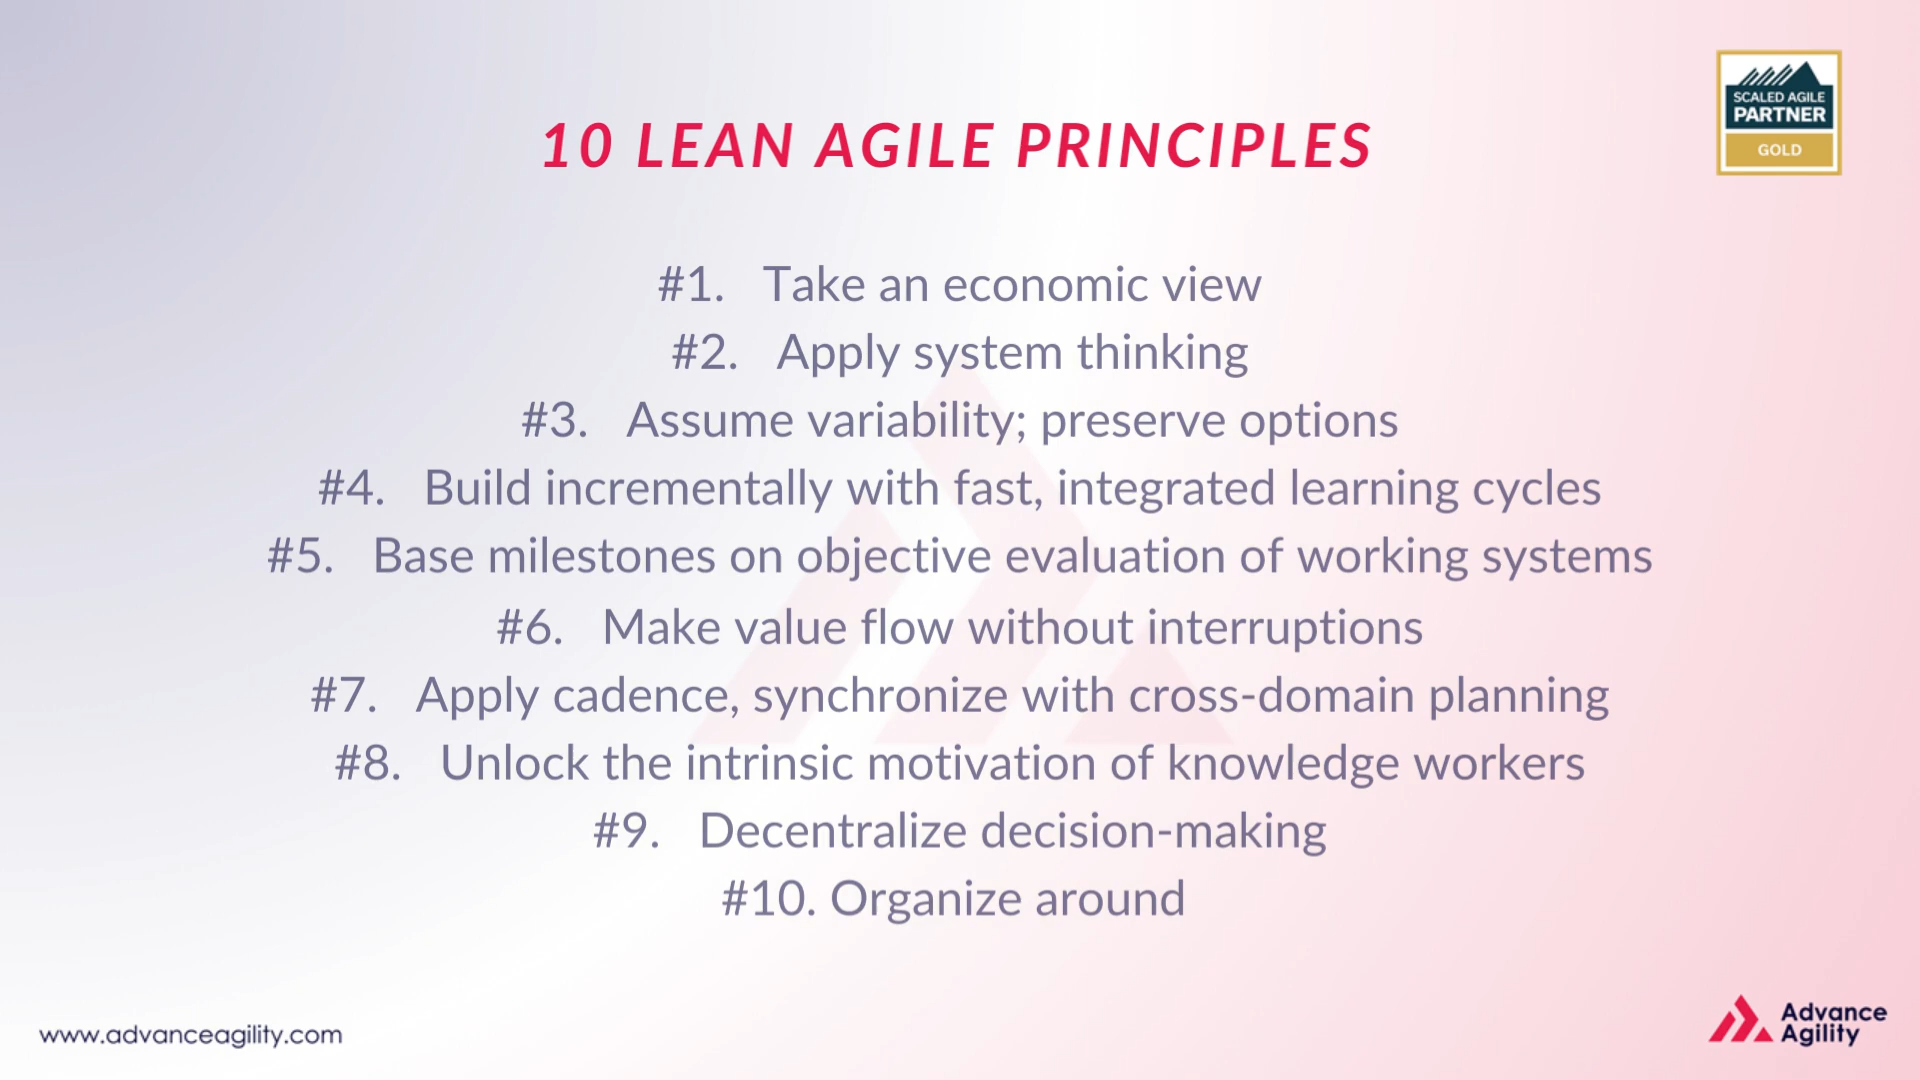 SCALED AGILE
PARTNER
GOLD
10 LEAN AGILE PRINCIPLES
#1. Take an economic view
#2. Apply system thinking
#3. Assume variability; preserve options
#4. Build incrementally with fast, integrated learning cycles
#5. Base milestones on objective evaluation of working systems
#6. Make value flow without interruptions
#7. Apply cadence, synchronize with cross-domain planning
#8. Unlock the intrinsic motivation of knowledge workers
#9. Decentralize decision-making
#10. Organize around
www.advanceagility.com
Advance
Agility